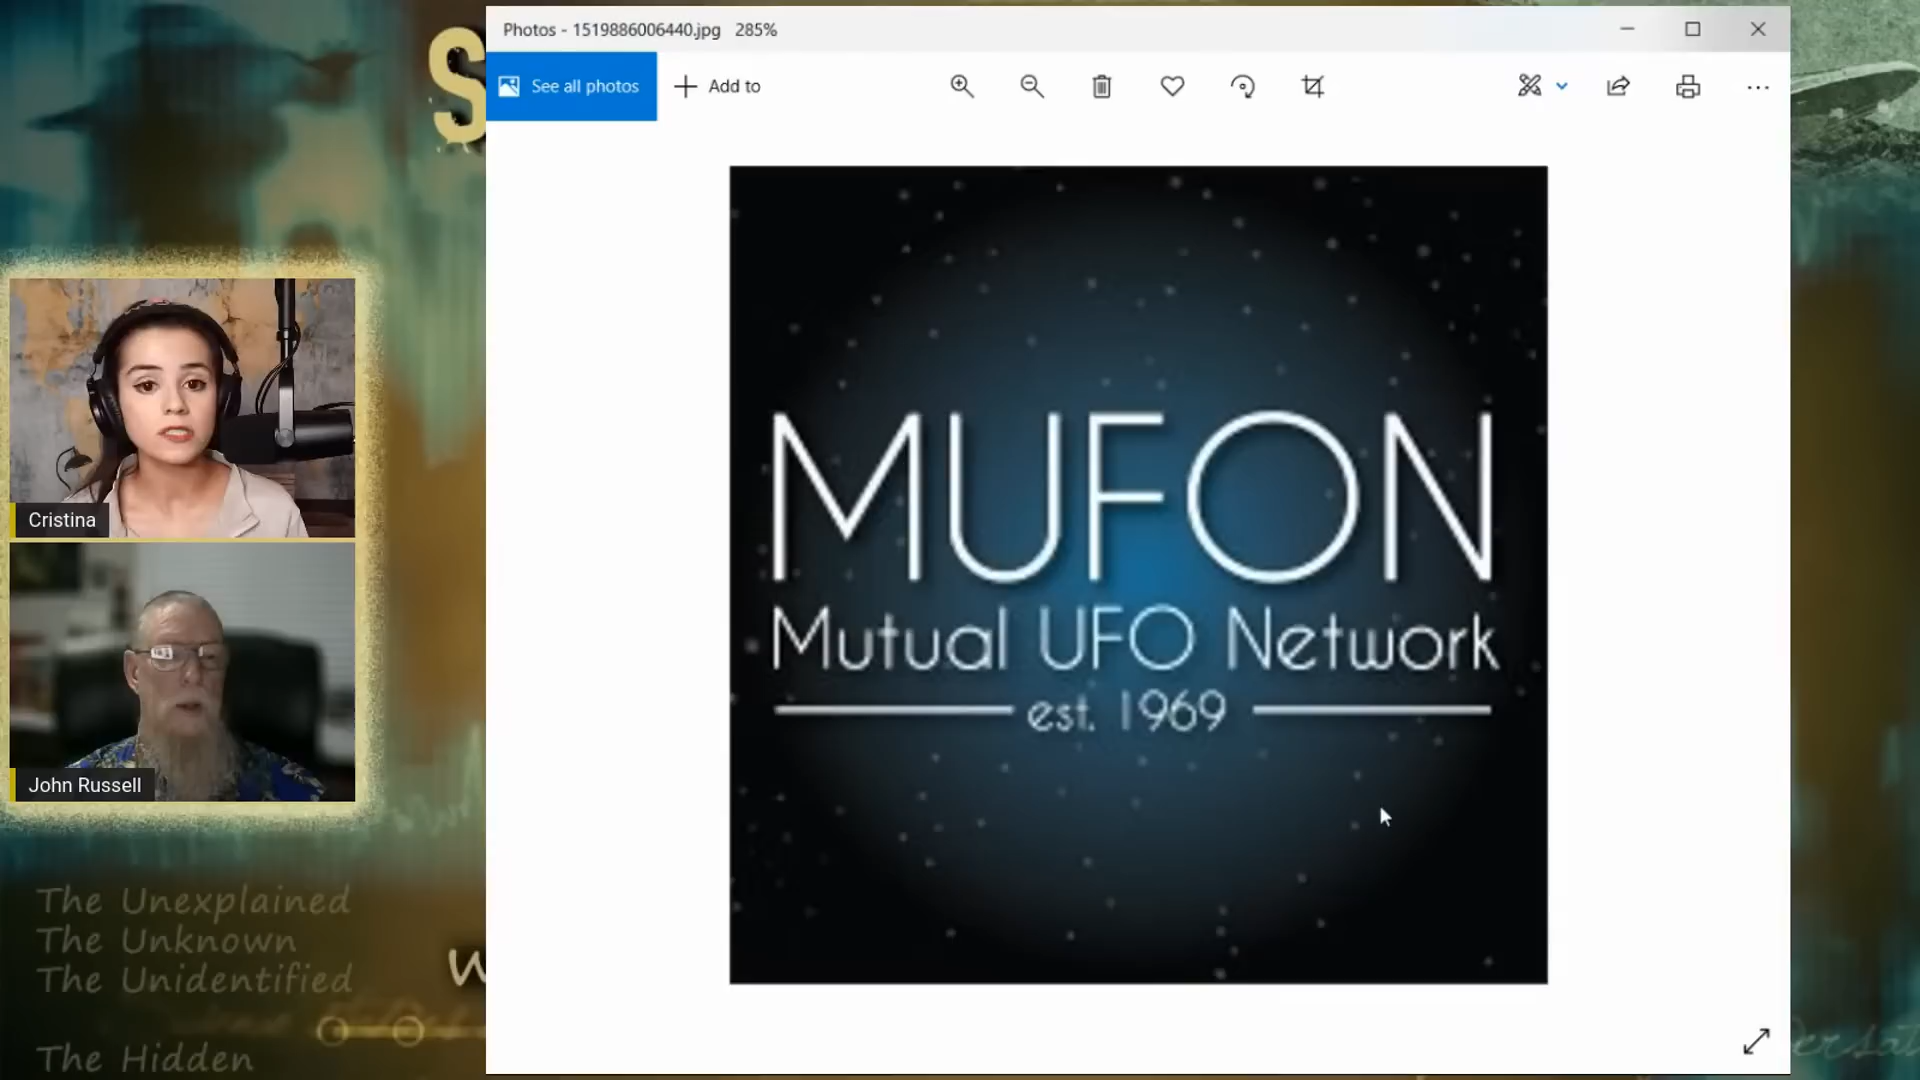 Photos - 1519886006440.jpg 285%
See all photos
Add to
S
MUFON
Mutual UFO Network
est. 1969
Cristina
John Russell
The Unexplained
The Unknown
The Unidentified
The Hidden
W